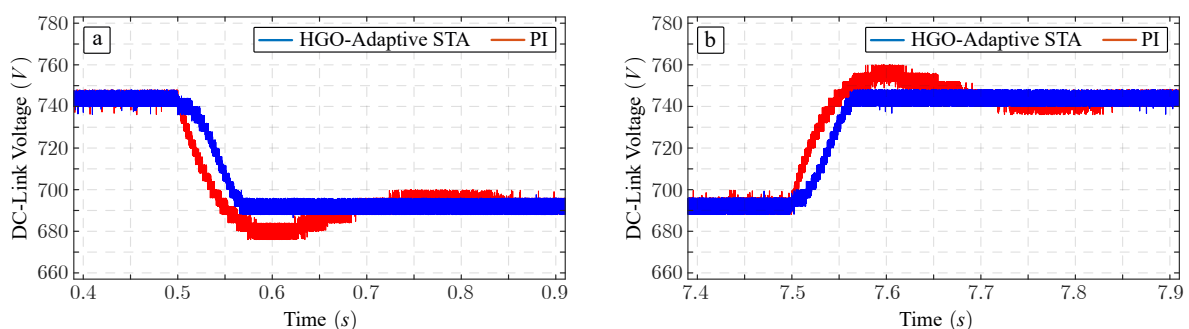 a
HGO-Adaptive STA
PI
DC-Link Voltage (V)
780
760
740
720
700
680
660
0.4
0.5
0.6
0.7
0.8
0.9
Time (s)
b
HGO-Adaptive STA
PI
DC-Link Voltage (V)
780
760
740
720
700
680
660
7.4
7.5
7.6
7.7
7.8
7.9
Time (s)